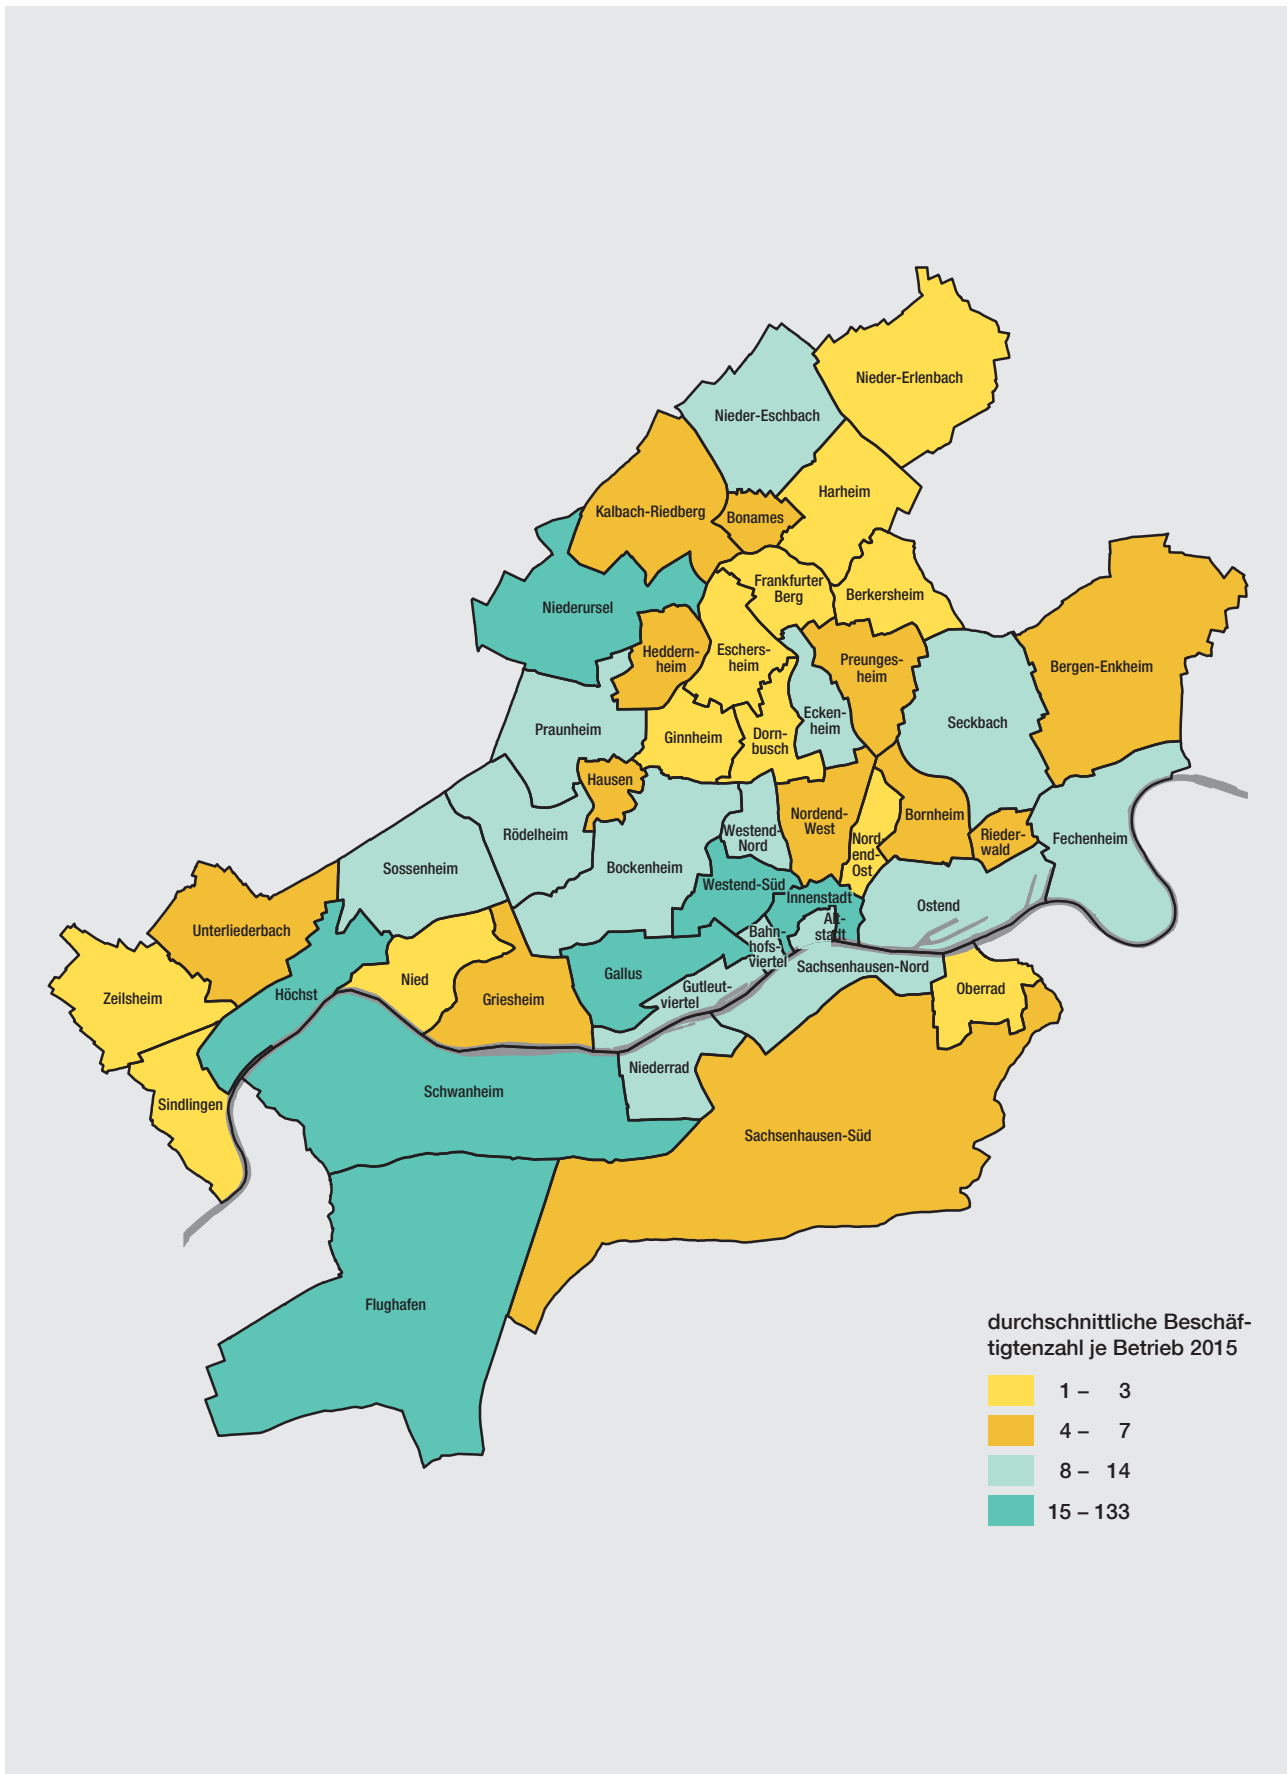 Nieder-Erlenbach
Nieder-Eschbach
Harheim
Kalbach-Riedberg
Bonames
Frankfurter
Berg
Berkersheim
Niederursel
Heddern-
heim
Eschers-
heim
Preunges-
heim
Bergen-Enkheim
Praunheim
Ginnheim
Dorn-
busch
Ecken-
heim
Seckbach
Hausen
Rödelheim
Westend-
Nord
Nordend-
West
Nord-
end-
Ost
Bornheim
Rieder-
wald
Fechenheim
Sossenheim
Bockenheim
Westend-Süd
Innenstadt
Ostend
Alt-
stadt
Unterliederbach
Bahn-
hofs-
viertel
Sachsenhausen-Nord
Zeilsheim
Höchst
Nied
Griesheim
Gallus
Gutleut-
viertel
Oberrad
Niederrad
Sindlingen
Schwanheim
Sachsenhausen-Süd
Flughafen
durchschnittliche Beschäf-
tigtenzahl je Betrieb 2015
1 – 3
4 – 7
8 – 14
15 – 133